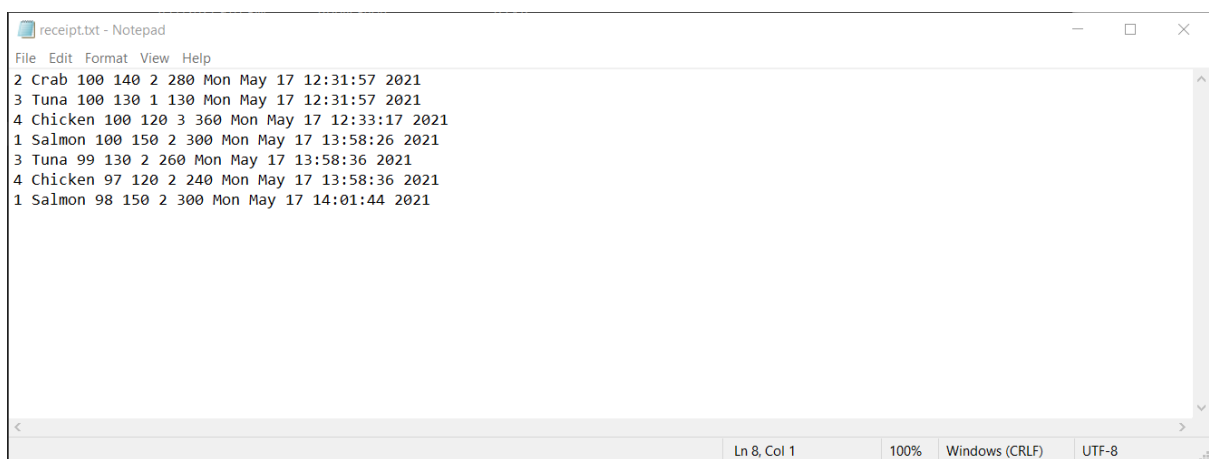 receipt.txt - Notepad
File Edit Format View Help
2 Crab 100 140 2 280 Mon May 17 12:31:57 2021
3 Tuna 100 130 1 130 Mon May 17 12:31:57 2021
4 Chicken 100 120 3 360 Mon May 17 12:33:17 2021
1 Salmon 100 150 2 300 Mon May 17 13:58:26 2021
3 Tuna 99 130 2 260 Mon May 17 13:58:36 2021
4 Chicken 97 120 2 240 Mon May 17 13:58:36 2021
1 Salmon 98 150 2 300 Mon May 17 14:01:44 2021
Ln 8, Col 1 100% Windows (CRLF) UTF-8